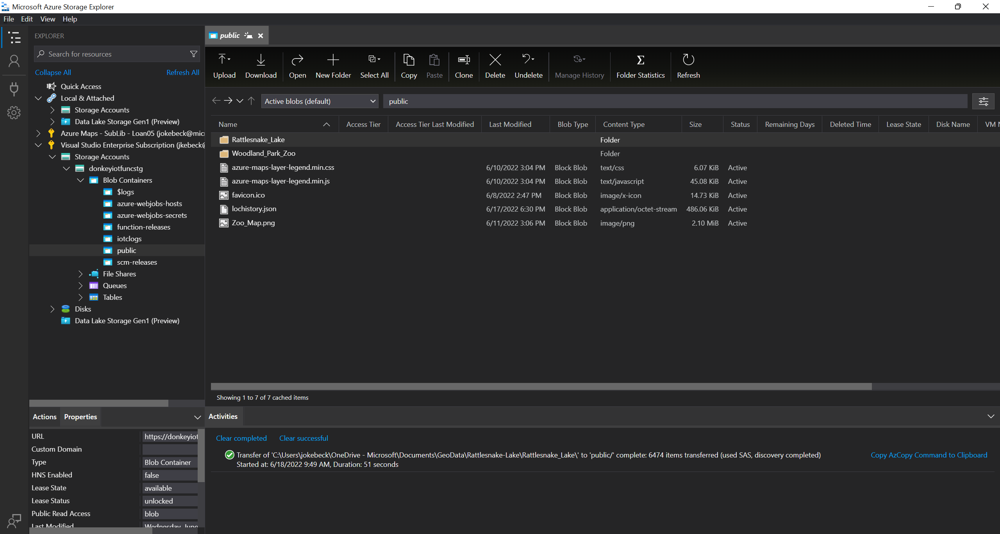 Microsoft Azure Storage Explorer
File Edit View Help
EXPLORER
Search for resources
Collapse All Refresh All
Quick Access
Local & Attached
Storage Accounts
Data Lake Storage Gen1 (Preview)
Azure Maps - SubLib - Loan05 (jokebeck@mic
Visual Studio Enterprise Subscription (jkebeck@
Storage Accounts
donkeyiotfuncstg
Blob Containers
$logs
azure-webjobs-hosts
azure-webjobs-secrets
function-releases
iotclogs
public
scm-releases
File Shares
Queues
Tables
Disks
Data Lake Storage Gen1 (Preview)
Actions Properties
URL https://donkeyiot
Custom Domain
Type Blob Container
HNS Enabled false
Lease State available
Lease Status unlocked
Public Read Access blob
Last Modified Wednesday, June
public
Upload Download Open New Folder Select All Copy Paste Clone Delete Undelete Manage History Folder Statistics Refresh
Active blobs (default) public
Name Access Tier Access Tier Last Modified Last Modified Blob Type Content Type Size Status Remaining Days Deleted Time Lease State Disk Name VM
Rattlesnake_Lake Folder
Woodland_Park_Zoo Folder
azure-maps-layer-legend.min.css 6/10/2022 3:04 PM Block Blob text/css 6.07 KiB Active
azure-maps-layer-legend.min.js 6/10/2022 3:04 PM Block Blob text/javascript 45.08 KiB Active
favicon.ico 6/8/2022 2:47 PM Block Blob image/x-icon 14.73 KiB Active
lochistory.json 6/17/2022 6:30 PM Block Blob application/octet-stream 486.06 KiB Active
Zoo_Map.png 6/11/2022 3:06 PM Block Blob image/png 2.10 MiB Active
Showing 1 to 7 of 7 cached items
Activities
Clear completed Clear successful
Transfer of 'C:\Users\jokebeck\OneDrive - Microsoft\Documents\GeoData\Rattlesnake-Lake\Rattlesnake_Lake\' to 'public/' complete: 6474 items transferred (used SAS, discovery completed) Copy AzCopy Command to Clipboard
Started at: 6/18/2022 9:49 AM, Duration: 51 seconds